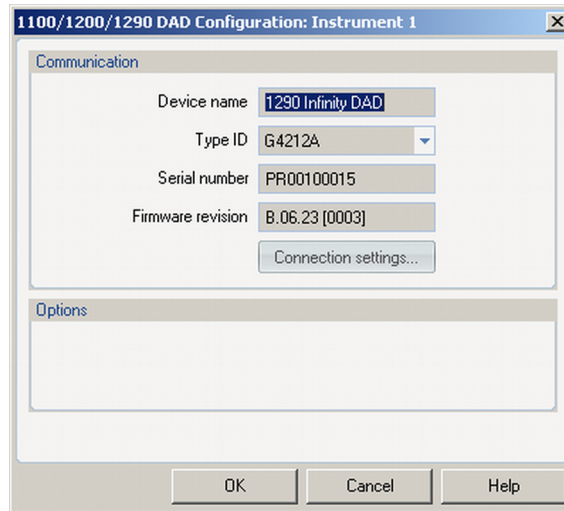 1100/1200/1290 DAD Configuration: Instrument 1
Communication
Device name 1290 Infinity DAD
Type ID G4212A
Serial number PR00100015
Firmware revision B.06.23 [0003]
Connection settings...
Options
OK Cancel Help